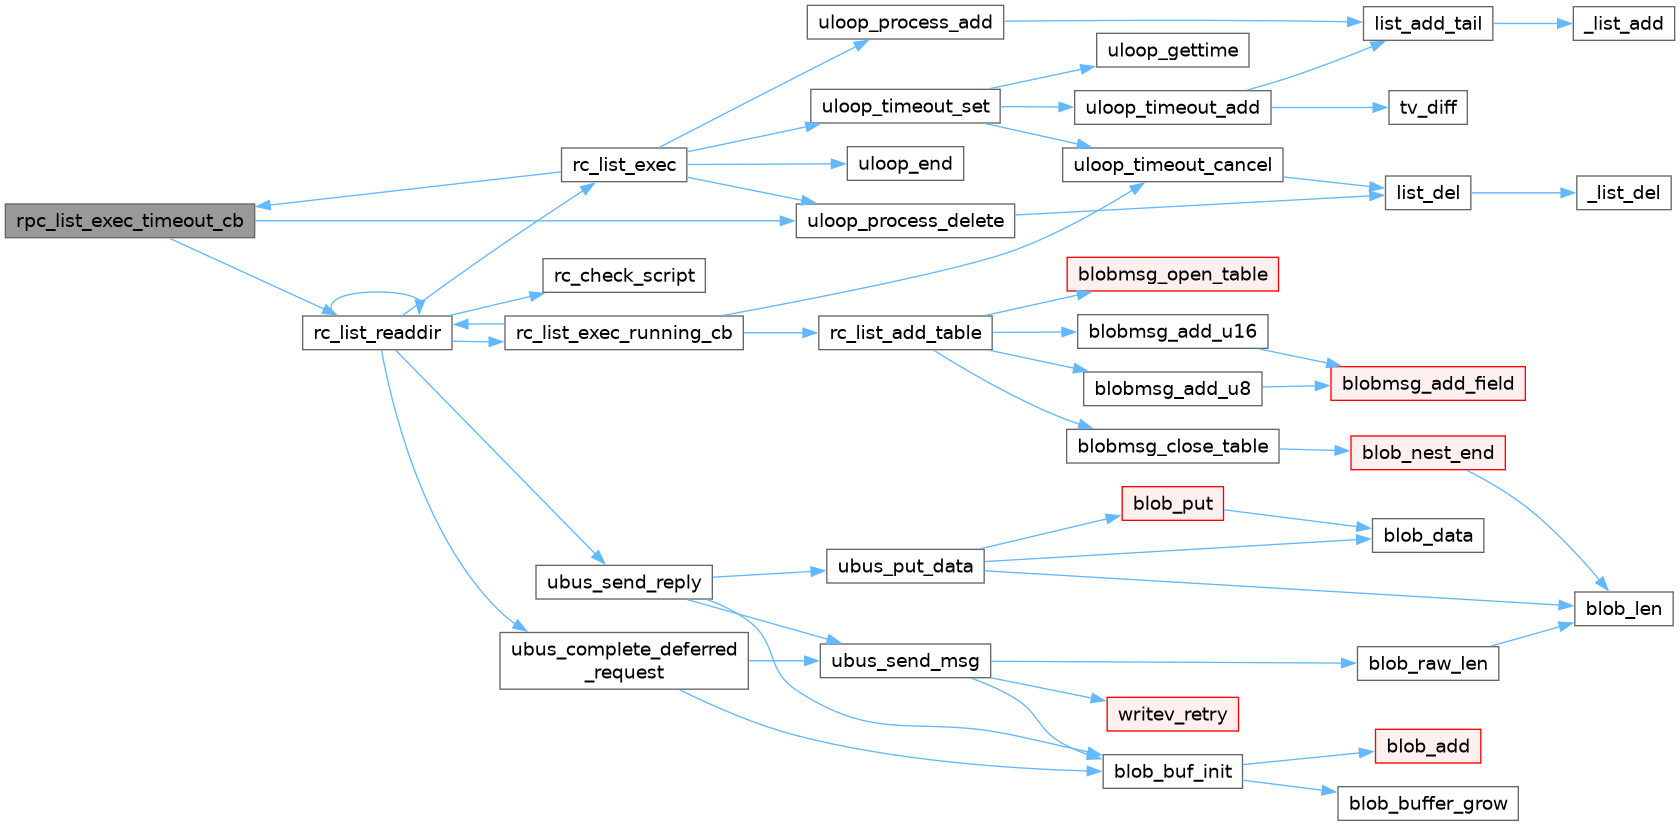 uloop_process_add
list_add_tail
_list_add
uloop_gettime
uloop_timeout_set
uloop_timeout_add
tv_diff
rc_list_exec
uloop_end
uloop_timeout_cancel
list_del
_list_del
rpc_list_exec_timeout_cb
uloop_process_delete
rc_check_script
blobmsg_open_table
rc_list_readdir
rc_list_exec_running_cb
rc_list_add_table
blobmsg_add_u16
blobmsg_add_u8
blobmsg_add_field
blobmsg_close_table
blob_nest_end
blob_put
blob_data
ubus_put_data
ubus_send_reply
blob_len
ubus_complete_deferred
_request
ubus_send_msg
blob_raw_len
writev_retry
blob_add
blob_buf_init
blob_buffer_grow